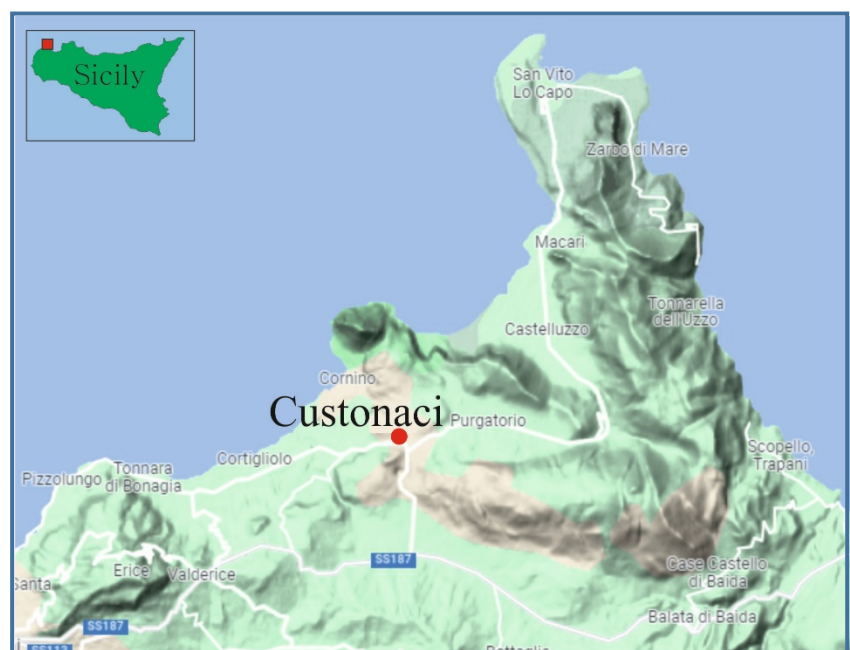 Sicily
San Vito
Lo Capo
Zarbo di Mare
Macari
Tonnarella
dell'Uzzo
Castelluzzo
Cornino
Custonaci
Purgatorio
Scopello,
Trapani
Cortigliolo
Tonnara
di Bonagia
Pizzolungo
SS187
Case Castello
di Baida
Erice
Valderice
Santa
Balata di Baida
SS187